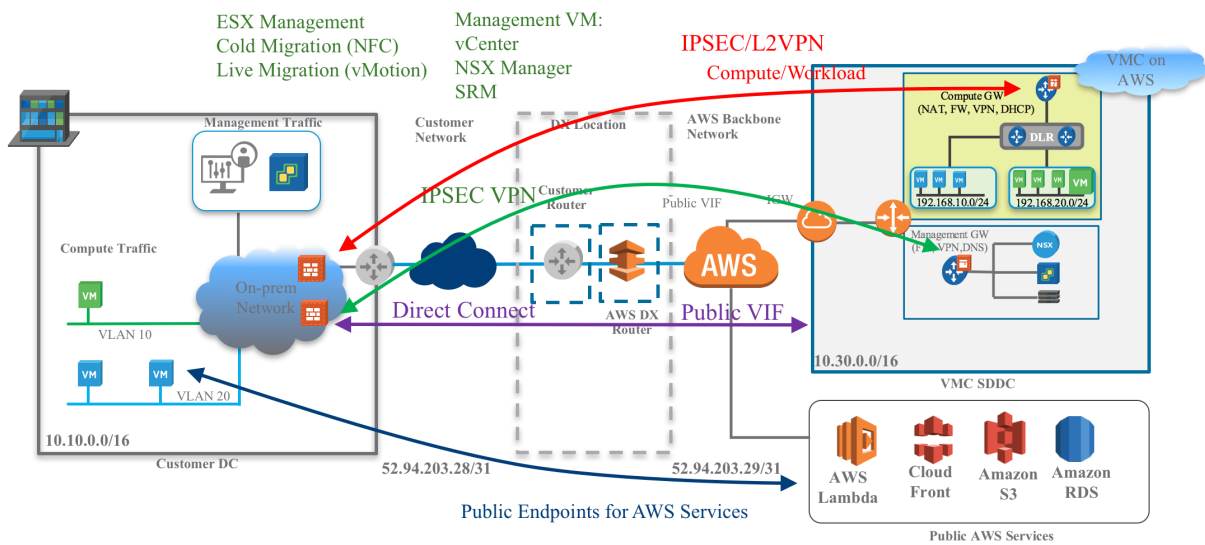 ESX Management
Cold Migration (NFC)
Live Migration (vMotion)
Management VM:
vCenter
NSX Manager
SRM
IPSEC/L2VPN
Compute/Workload
VMC on
AWS
Management Traffic
Customer
Network
DX Location
AWS Backbone
Network
Compute GW
(NAT, FW, VPN, DHCP)
DLR
VM
VM
VM
VM
VM
VM
VM
192.168.10.0/24
192.168.20.0/24
IPSEC VPN
Customer
Router
Public VIF
IGW
Management GW
VPN,DNS)
NSX
Compute Traffic
On-prem
Network
AWS
VM
VLAN 10
Direct Connect
AWS DX
Router
Public VIF
VM
VM
VLAN 20
10.10.0.0/16
Customer DC
10.30.0.0/16
VMC SDDC
52.94.203.28/31
52.94.203.29/31
AWS
Lambda
Cloud
Front
Amazon
S3
Amazon
RDS
Public Endpoints for AWS Services
Public AWS Services